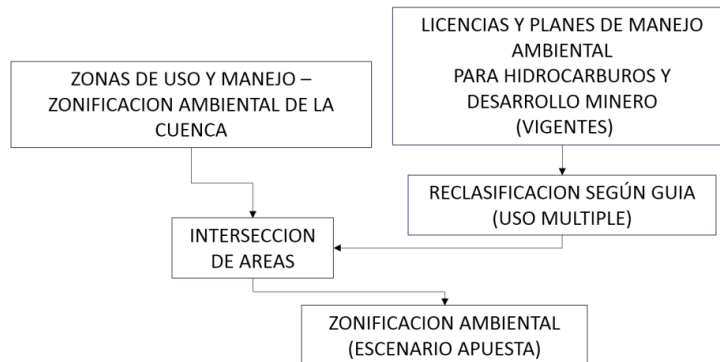 ZONAS DE USO Y MANEJO –
ZONIFICACION AMBIENTAL DE LA
CUENCA
LICENCIAS Y PLANES DE MANEJO
AMBIENTAL
PARA HIDROCARBUROS Y
DESARROLLO MINERO
(VIGENTES)
RECLASIFICACION SEGÚN GUIA
(USO MULTIPLE)
INTERSECCION
DE AREAS
ZONIFICACION AMBIENTAL
(ESCENARIO APUESTA)